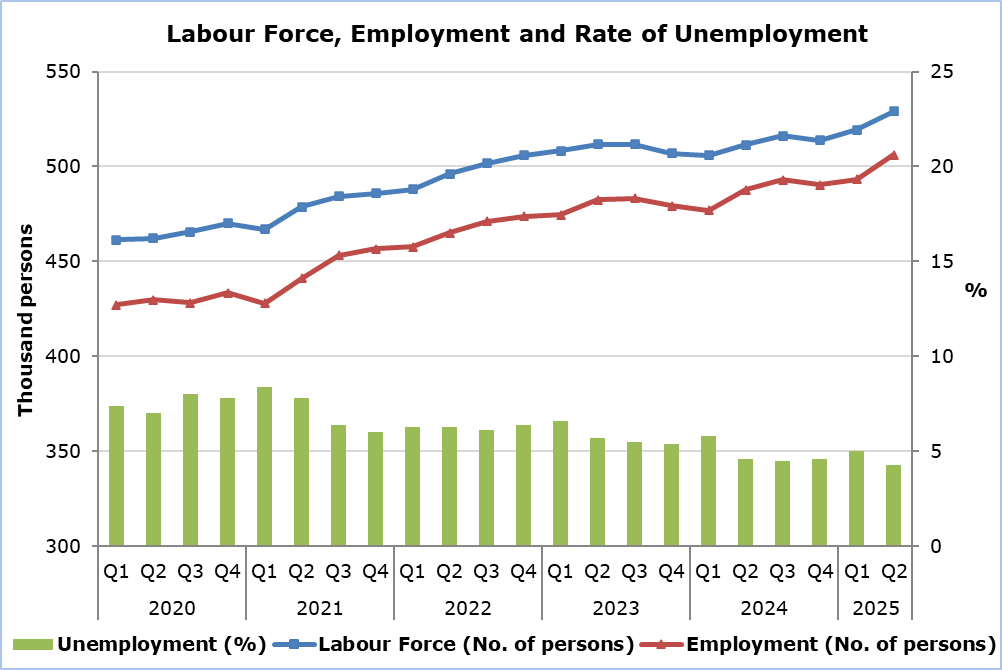 Labour Force, Employment and Rate of Unemployment
550
500
450
400
350
300
Thousand persons
25
20
15
10
5
0
%
Q1 Q2 Q3 Q4 Q1 Q2 Q3 Q4 Q1 Q2 Q3 Q4 Q1 Q2 Q3 Q4 Q1 Q2 Q3 Q4 Q1 Q2
2020 2021 2022 2023 2024 2025
Unemployment (%) Labour Force (No. of persons) Employment (No. of persons)